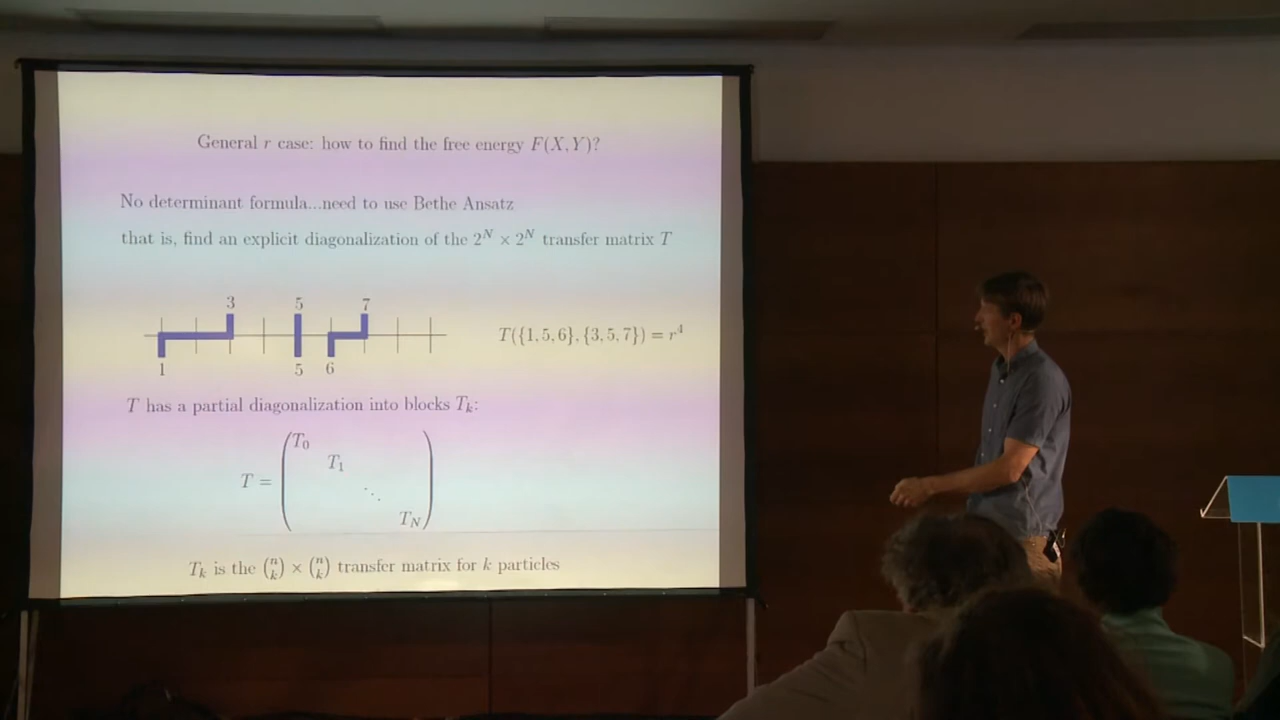 General r case: how to find the free energy F(X,Y)?
No determinant formula...need to use Bethe Ansatz
that is, find an explicit diagonalization of the 2^N × 2^N transfer matrix T
3 5 7
T({1, 5, 6}, {3, 5, 7}) = r^4
1 5 6
T has a partial diagonalization into blocks T_k:
T_0
T_1
T =
⋱
T_N
T_k is the (n k) × (n k) transfer matrix for k particles